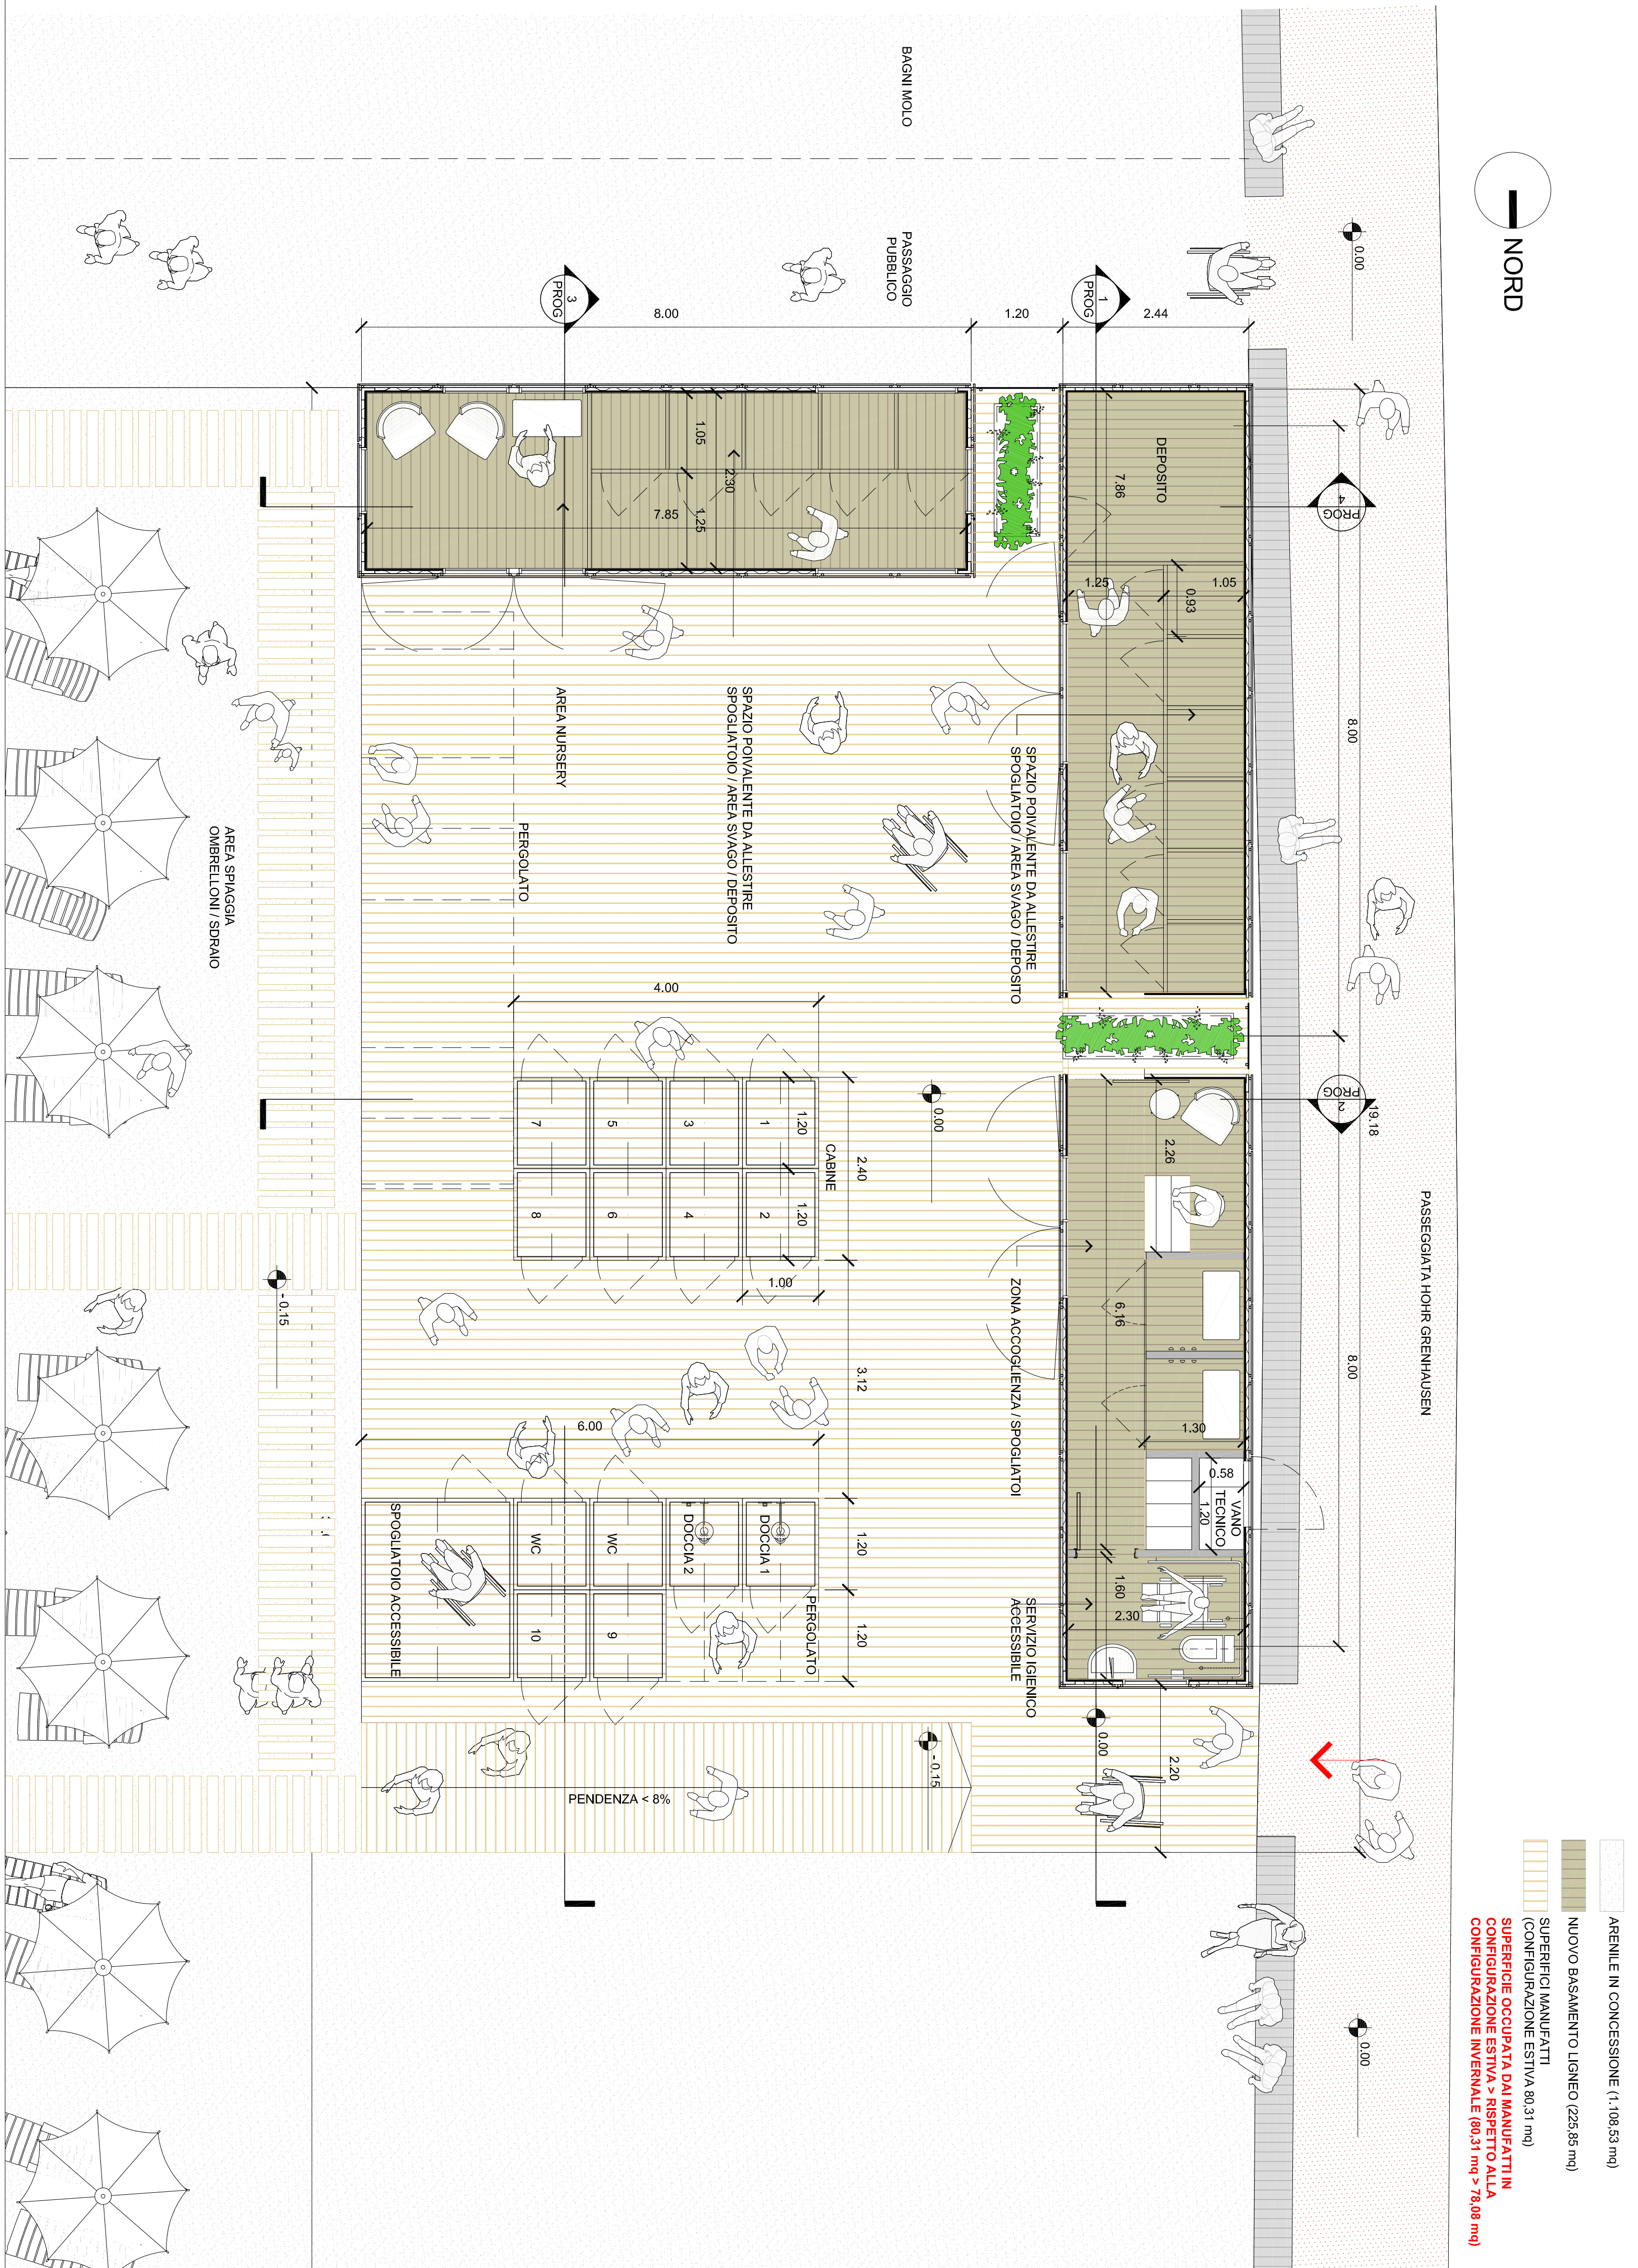 NORD
ARENILE IN CONCESSIONE (1.108,53 mq)
NUOVO BASAMENTO LIGNEO (225,85 mq)
SUPERIFICI MANUFATTI
(CONFIGURAZIONE ESTIVA 80,31 mq)
SUPERFICIE OCCUPATA DAI MANUFATTI IN
CONFIGURAZIONE ESTIVA > RISPETTO ALLA
CONFIGURAZIONE INVERNALE (80,31 mq > 78,08 mq)
PASSEGGIATA HOHR GRENHAUSEN
0.00
0.00
19.18
8.00
8.00
4
PROG
2
PROG
BAGNI MOLO
PASSAGGIO
PUBBLICO
1
PROG
3
PROG
2.44
1.20
8.00
DEPOSITO
7.86
1.25
1.05
0.93
SPAZIO POIVALENTE DA ALLESTIRE
SPOGLIATOIO / AREA SVAGO / DEPOSITO
2.26
6.16
1.30
ZONA ACCOGLIENZA / SPOGLIATOI
VANO
TECNICO
0.58
1.20
1.60
2.30
SERVIZIO IGIENICO
ACCESSIBILE
0.00
2.20
- 0.15
PENDENZA < 8%
1.05
2.30
1.25
7.85
SPAZIO POIVALENTE DA ALLESTIRE
SPOGLIATOIO / AREA SVAGO / DEPOSITO
AREA NURSERY
PERGOLATO
0.00
4.00
2.40
CABINE
1.20
1.20
1
2
3
4
5
6
7
8
1.00
3.12
6.00
1.20
1.20
PERGOLATO
DOCCIA 1
DOCCIA 2
WC
WC
9
10
SPOGLIATOIO ACCESSIBILE
AREA SPIAGGIA
OMBRELLONI / SDRAIO
- 0.15